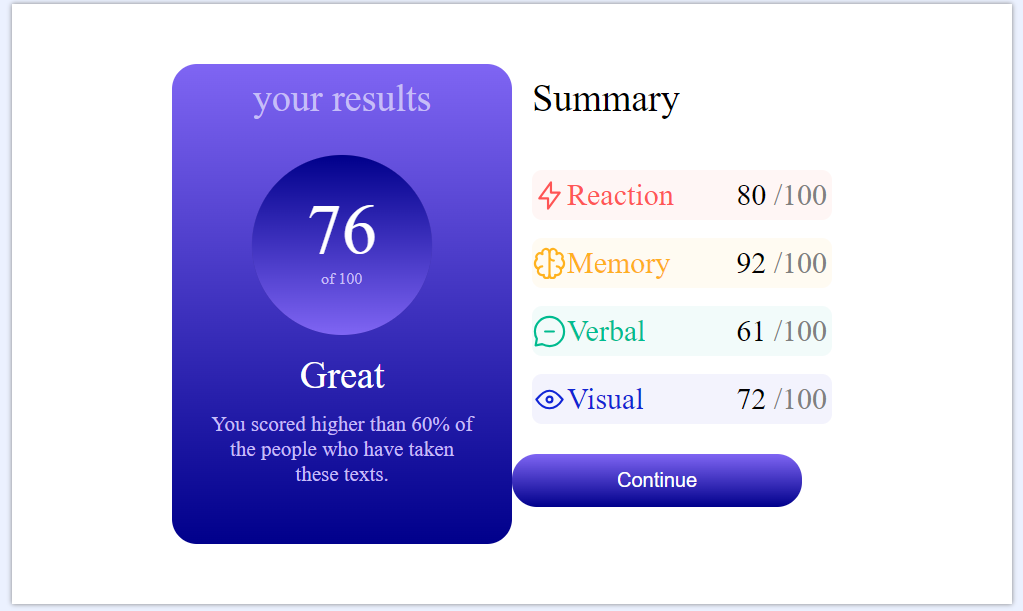 your results
76
of 100
Great
You scored higher than 60% of
the people who have taken
these texts.
Summary
Reaction 80 /100
Memory 92 /100
Verbal 61 /100
Visual 72 /100
Continue